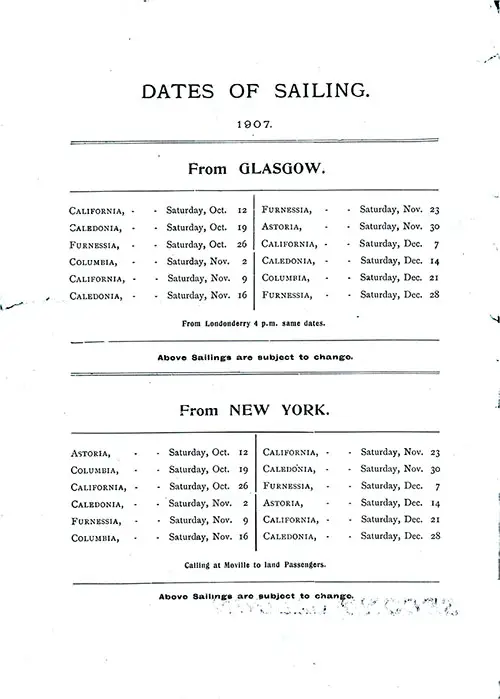 DATES OF SAILING.
1907.
From GLASGOW.
CALIFORNIA, - - Saturday, Oct. 12
CALEDONIA, - - Saturday, Oct. 19
FURNESSIA, - - Saturday, Oct. 26
COLUMBIA, - - Saturday, Nov. 2
CALIFORNIA, - - Saturday, Nov. 9
CALEDONIA, - - Saturday, Nov. 16
FURNESSIA, - - Saturday, Nov. 23
ASTORIA, - - Saturday, Nov. 30
CALIFORNIA, - - Saturday, Dec. 7
CALEDONIA, - - Saturday, Dec. 14
COLUMBIA, - - Saturday, Dec. 21
FURNESSIA, - - Saturday, Dec. 28
From Londonderry 4 p.m. same dates.
Above Sailings are subject to change.
From NEW YORK.
ASTORIA, - - Saturday, Oct. 12
COLUMBIA, - - Saturday, Oct. 19
CALIFORNIA, - - Saturday, Oct. 26
CALEDONIA, - - Saturday, Nov. 2
FURNESSIA, - - Saturday, Nov. 9
COLUMBIA, - - Saturday, Nov. 16
CALIFORNIA, - - Saturday, Nov. 23
CALEDONIA, - - Saturday, Nov. 30
FURNESSIA, - - Saturday, Dec. 7
ASTORIA, - - Saturday, Dec. 14
CALIFORNIA, - - Saturday, Dec. 21
CALEDONIA, - - Saturday, Dec. 28
Calling at Moville to land Passengers.
Above Sailings are subject to change.